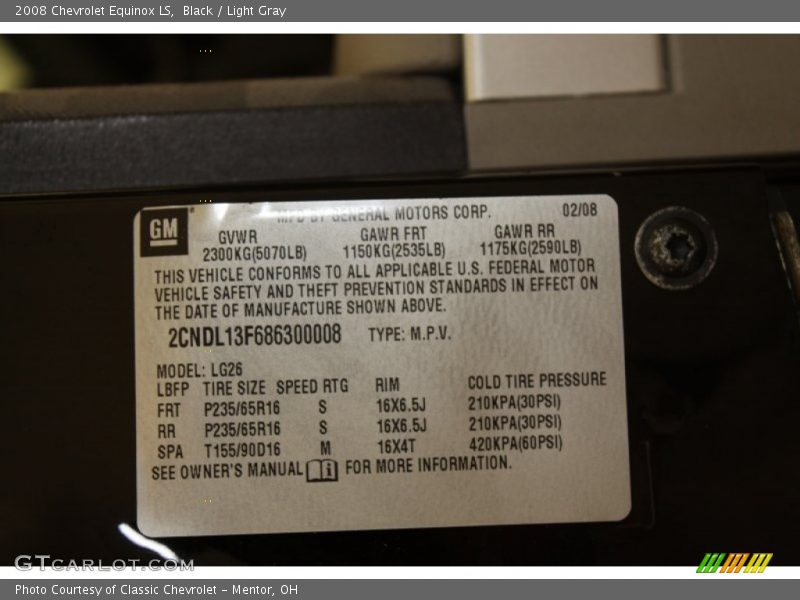 2008 Chevrolet Equinox LS,  Black / Light Gray
GM
MFD BY GENERAL MOTORS CORP. 02/08
GVWR GAWR FRT GAWR RR
2300KG(5070LB) 1150KG(2535LB) 1175KG(2590LB)
THIS VEHICLE CONFORMS TO ALL APPLICABLE U.S. FEDERAL MOTOR
VEHICLE SAFETY AND THEFT PREVENTION STANDARDS IN EFFECT ON
THE DATE OF MANUFACTURE SHOWN ABOVE.
2CNDL13F686300008 TYPE: M.P.V.
MODEL: LG26
LBFP TIRE SIZE SPEED RTG RIM COLD TIRE PRESSURE
FRT P235/65R16 S 16X6.5J 210KPA(30PSI)
RR P235/65R16 S 16X6.5J 210KPA(30PSI)
SPA T155/90D16 M 16X4T 420KPA(60PSI)
SEE OWNER'S MANUAL i FOR MORE INFORMATION.
GTCARLOT.COM
Photo Courtesy of Classic Chevrolet - Mentor, OH